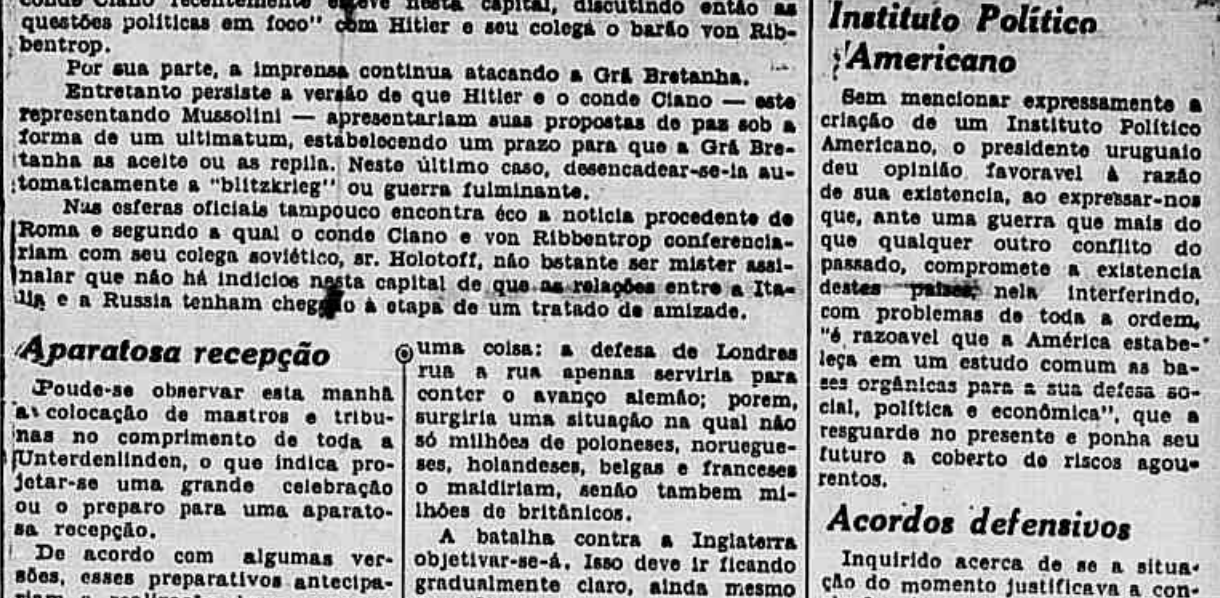 conde Ciano recentemente esteve nesta capital, discutindo então as
questões políticas em foco" com Hitler e seu colega o barão von Rib-
bentrop.
Por sua parte, a imprensa continua atacando a Grã Bretanha.
Entretanto persiste a versão de que Hitler e o conde Ciano — este
representando Mussolini — apresentariam suas propostas de paz sob a
forma de um ultimatum, estabelecendo um prazo para que a Grã Bre-
tanha as aceite ou as repila. Neste último caso, desencadear-se-ia au-
tomaticamente a "blitzkrieg" ou guerra fulminante.
Nas esferas oficiais tampouco encontra éco a noticia procedente de
Roma e segundo a qual o conde Ciano e von Ribbentrop conferencia-
riam com seu colega soviético, sr. Holotoff, não bstante ser mister assi-
nalar que não há indicios nesta capital de que as relações entre a Ita-
lia e a Russia tenham chegado à etapa de um tratado de amizade.
Aparatosa recepção
Poude-se observar esta manhã
a colocação de mastros e tribu-
nas no comprimento de toda a
Unterdenlinden, o que indica pro-
jetar-se uma grande celebração
ou o preparo para uma aparato-
sa recepção.
De acordo com algumas ver-
sões, esses preparativos antecipa-
uma coisa: a defesa de Londres
rua a rua apenas serviria para
conter o avanço alemão; porem,
surgiria uma situação na qual não
só milhões de poloneses, norueguе-
ses, holandeses, belgas e franceses
o maldiriam, senão tambem mi-
lhões de britânicos.
A batalha contra a Inglaterra
objetivar-se-á. Isso deve ir ficando
gradualmente claro, ainda mesmo
Instituto Político
Americano
Sem mencionar expressamente a
criação de um Instituto Político
Americano, o presidente uruguaio
deu opinião favoravel à razão
de sua existencia, ao expressar-nos
que, ante uma guerra que mais do
que qualquer outro conflito do
passado, compromete a existencia
destes países, nela interferindo,
com problemas de toda a ordem,
"é razoavel que a América estabe-
leça em um estudo comum as ba-
ses orgânicas para a sua defesa so-
cial, política e econômica", que a
resguarde no presente e ponha seu
futuro a coberto de riscos agou-
rentos.
Acordos defensivos
Inquirido acerca de se a situa-
ção do momento justificava a con-